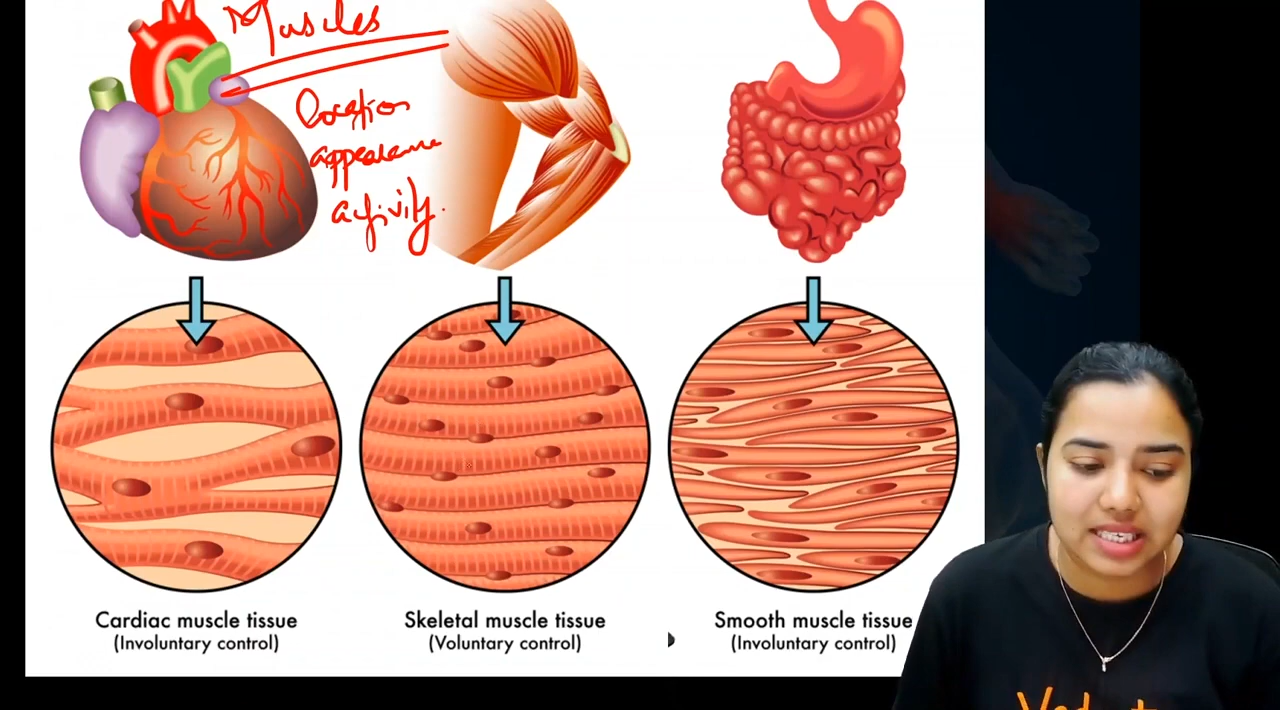 Muscles
location
appearance
activity.
Cardiac muscle tissue
(Involuntary control)
Skeletal muscle tissue
(Voluntary control)
Smooth muscle tissue
(Involuntary control)